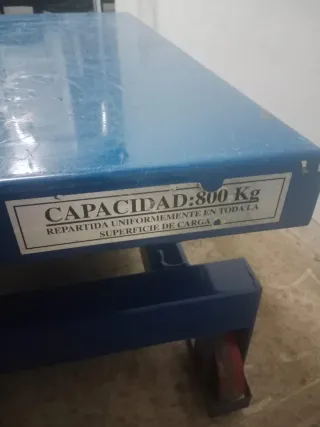 CAPACIDAD:800 Kg
REPARTIDA UNIFORMEMENTE EN TODA LA
SUPERFICIE DE CARGA